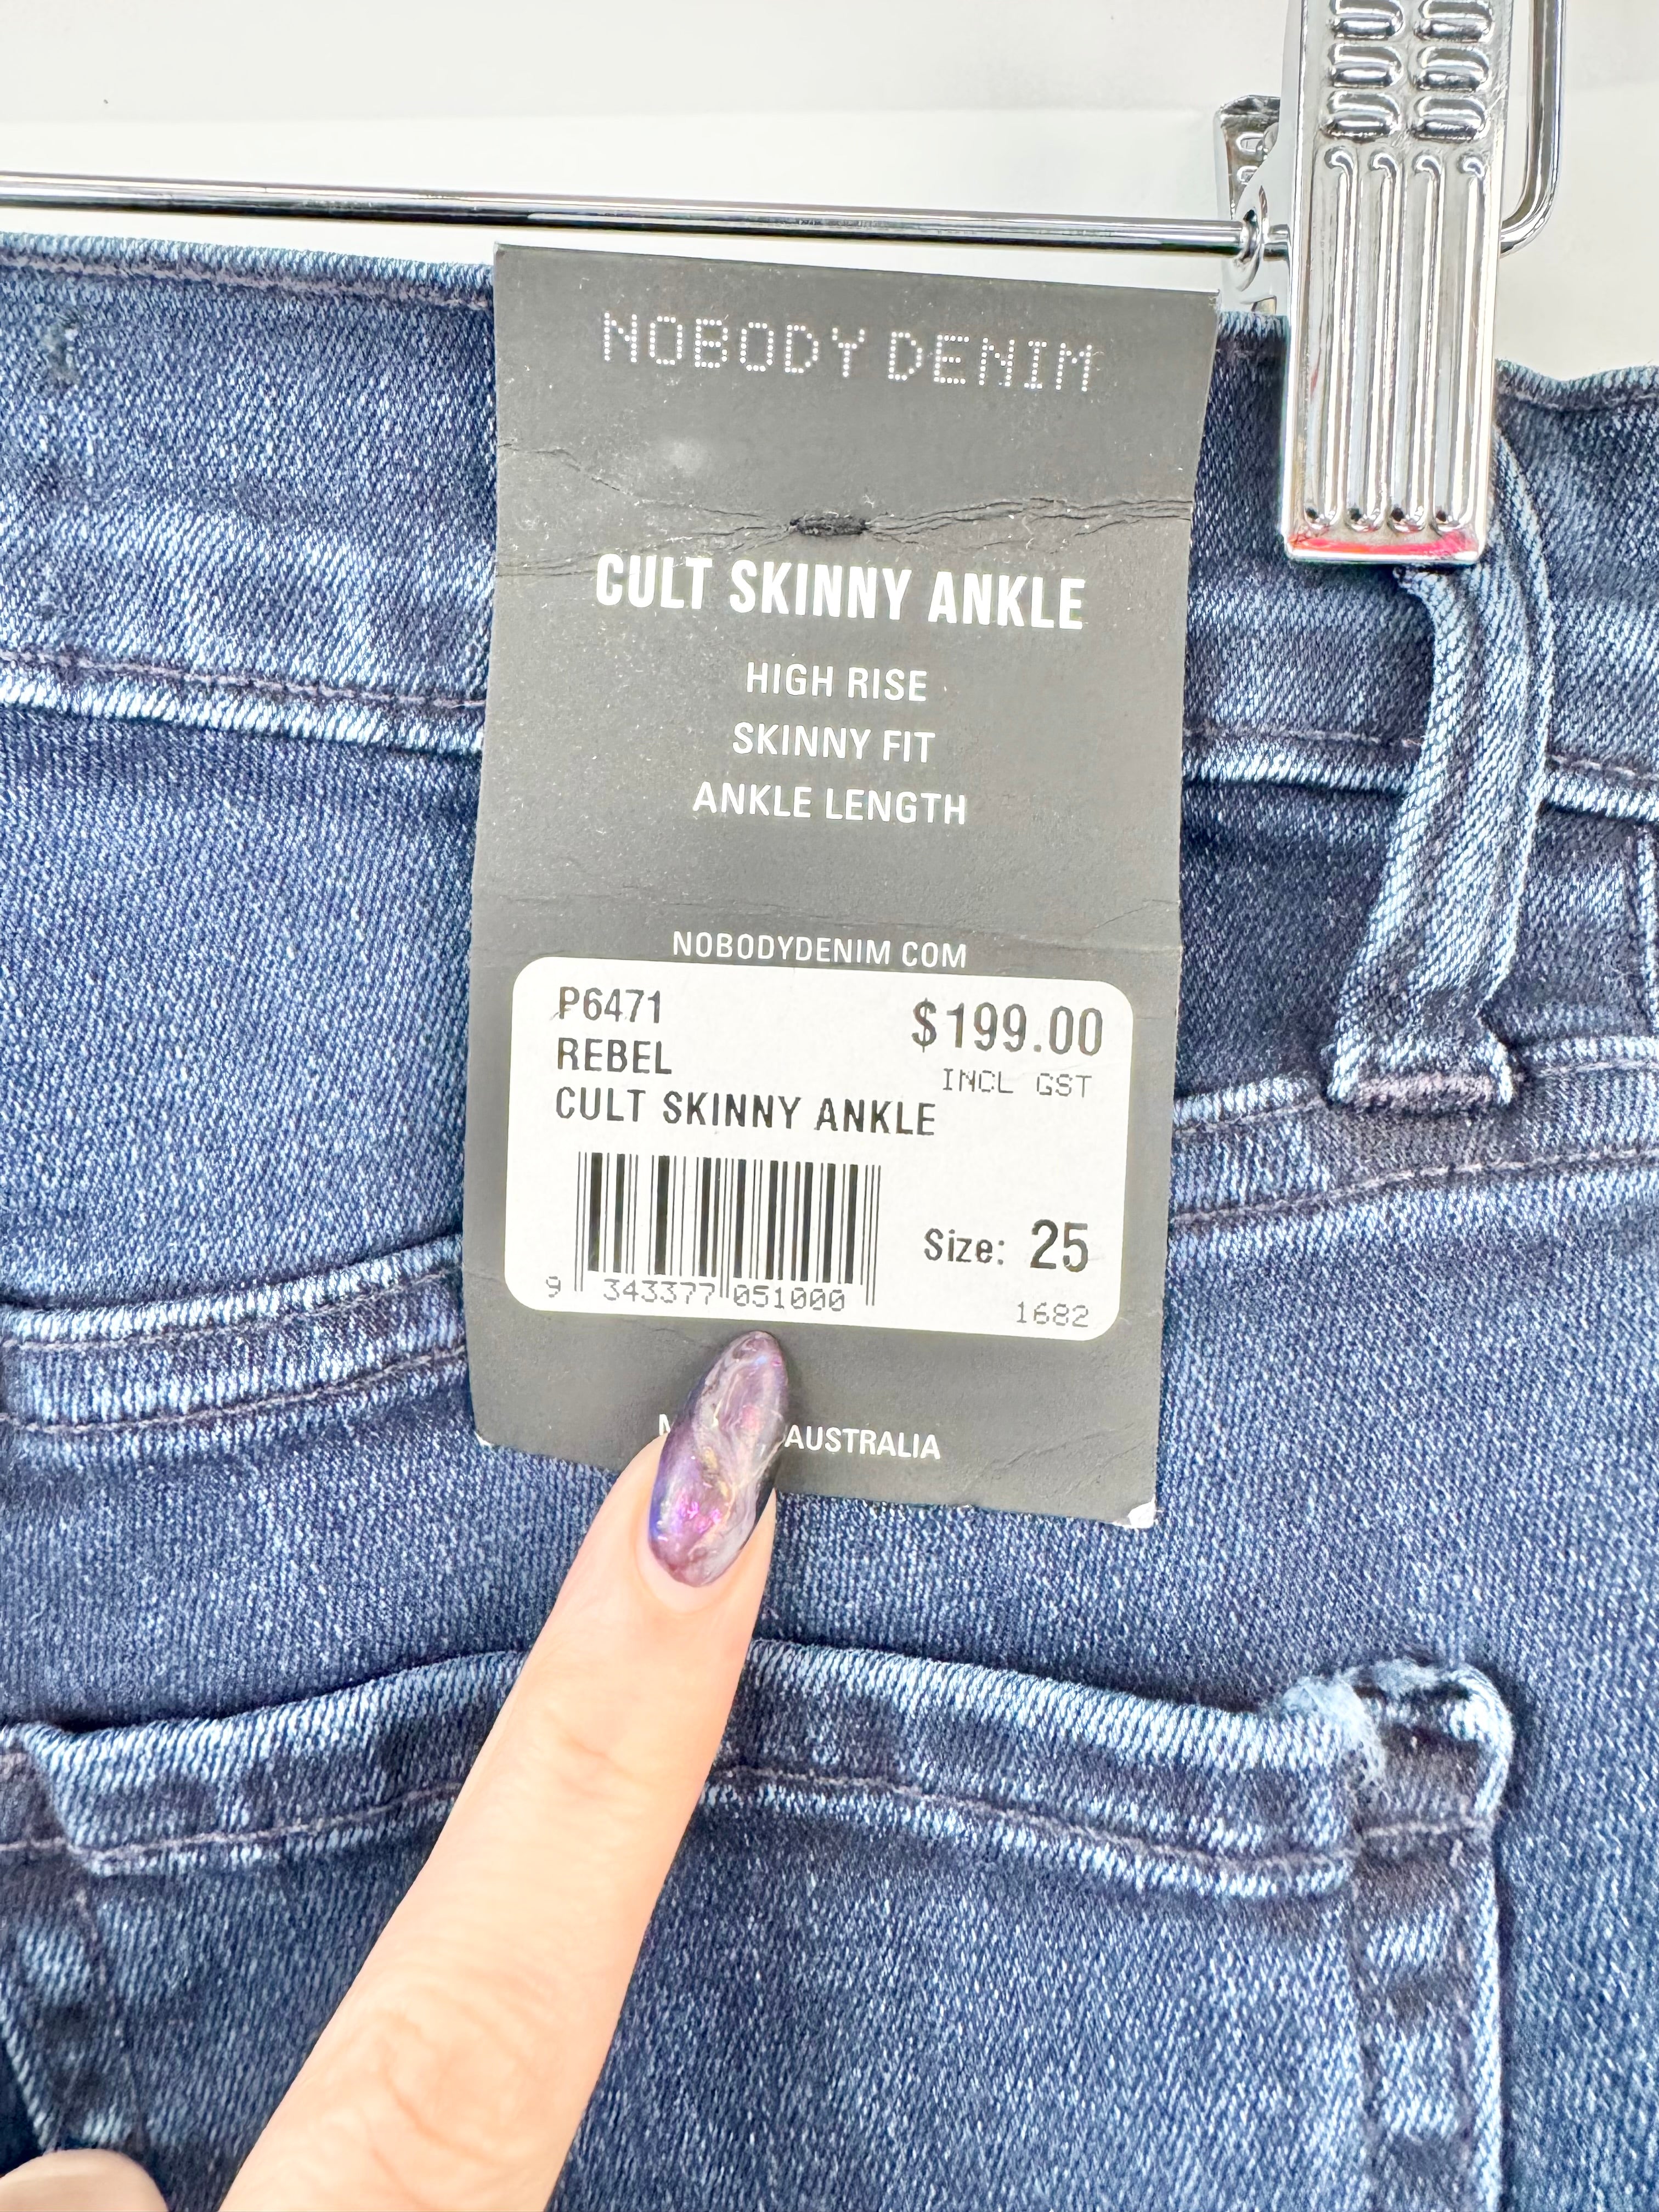 NOBODY DENIM
CULT SKINNY ANKLE
HIGH RISE
SKINNY FIT
ANKLE LENGTH
NOBODYDENIM COM
P6471
$199.00
REBEL
INCL GST
CULT SKINNY ANKLE
Size: 25
9 343377 051000
1682
AUSTRALIA